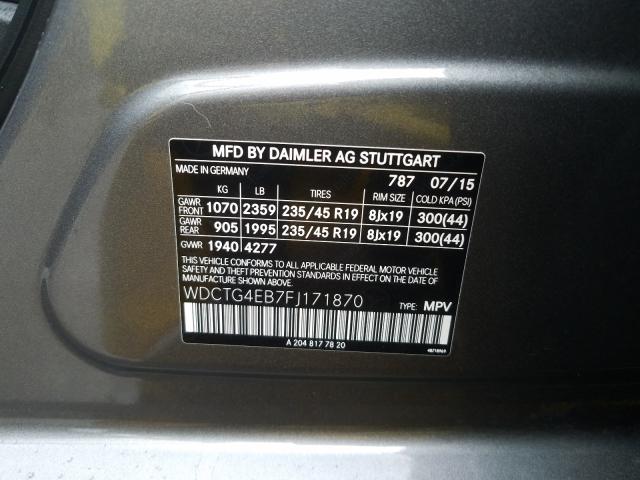 MFD BY DAIMLER AG STUTTGART
MADE IN GERMANY 787 07/15
KG LB TIRES RIM SIZE COLD KPA (PSI)
GAWR FRONT 1070 2359 235/45 R19 8Jx19 300(44)
GAWR REAR 905 1995 235/45 R19 8Jx19 300(44)
GVWR 1940 4277
THIS VEHICLE CONFORMS TO ALL APPLICABLE FEDERAL MOTOR VEHICLE
SAFETY BUMPER, AND THEFT PREVENTION STANDARDS IN EFFECT ON THE DATE
OF MANUFACTURE SHOWN ABOVE.
WDCTG4EB7FJ171870 TYPE: MPV
A 204 817 78 20